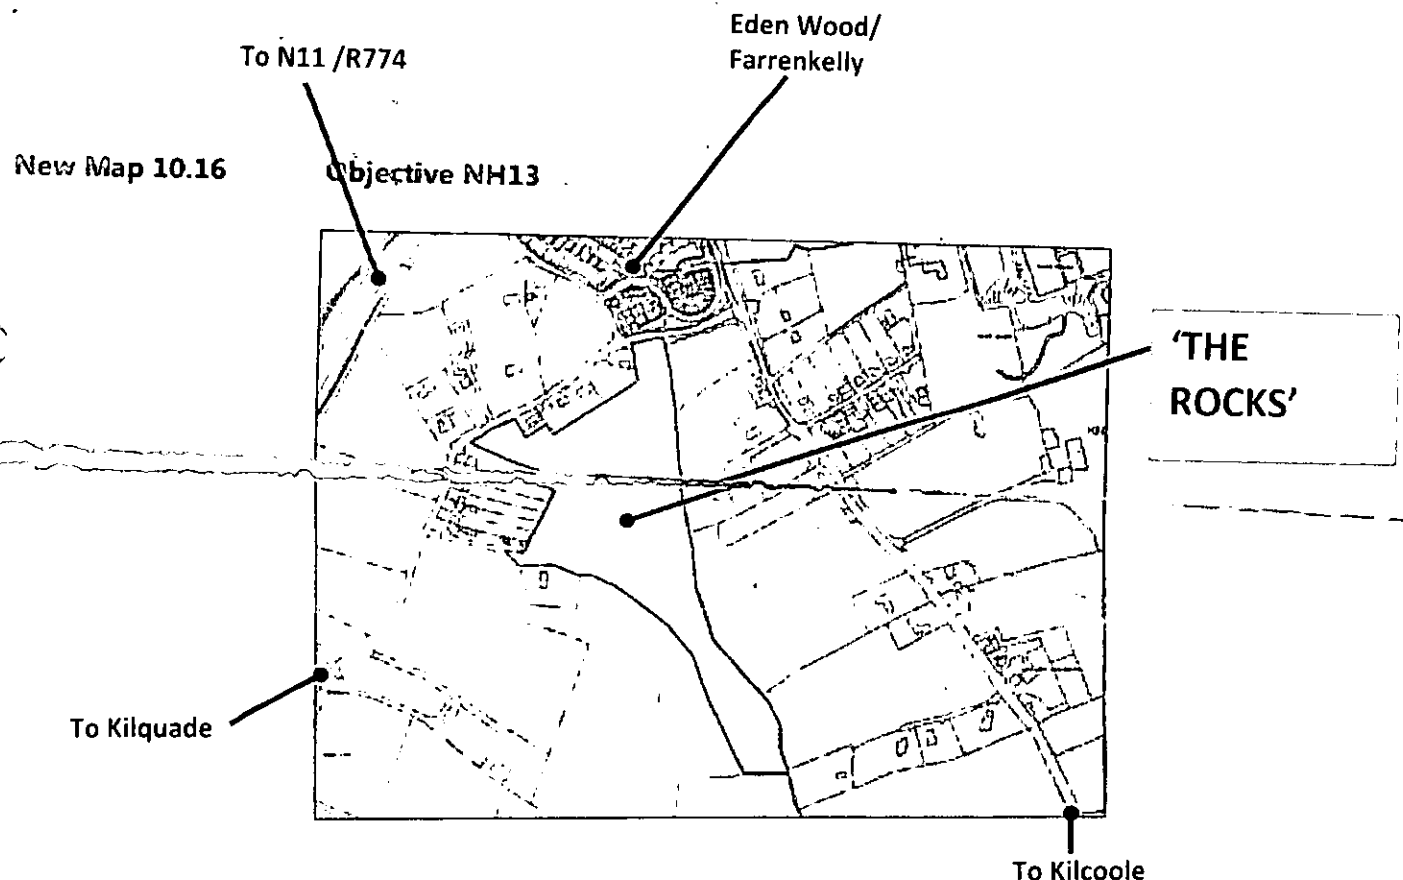 Eden Wood/
Farrenkelly
To N11 /R774
New Map 10.16 Objective NH13
‘THE
ROCKS’
To Kilquade
To Kilcoole